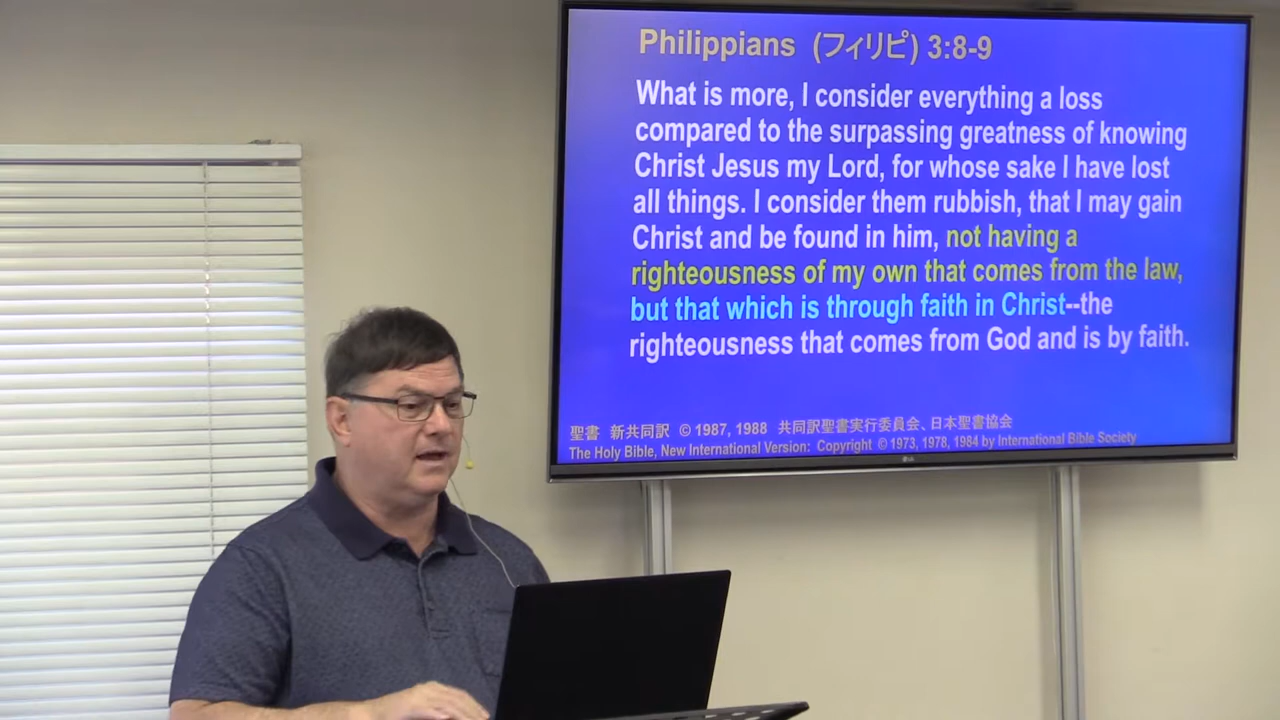 Philippians (フィリピ) 3:8-9
What is more, I consider everything a loss
compared to the surpassing greatness of knowing
Christ Jesus my Lord, for whose sake I have lost
all things. I consider them rubbish, that I may gain
Christ and be found in him, not having a
righteousness of my own that comes from the law,
but that which is through faith in Christ--the
righteousness that comes from God and is by faith.
聖書 新共同訳 © 1987, 1988 共同訳聖書実行委員会、日本聖書協会
The Holy Bible, New International Version: Copyright © 1973, 1978, 1984 by International Bible Society
LG